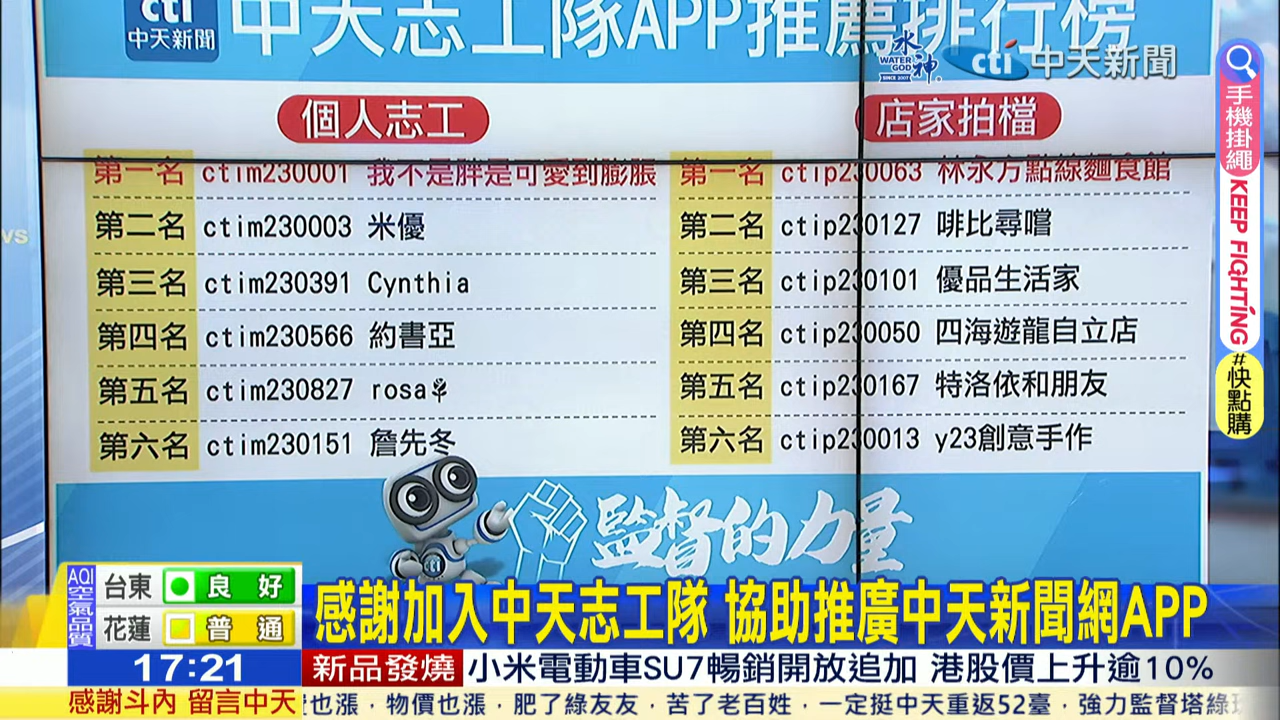 cti
中天新聞
中天志工隊APP推薦排行榜
水神
WATER GOD
SINCE 2007
cti 中天新聞
個人志工
店家拍檔
第一名 ctim230001 我不是胖是可愛到膨脹
第二名 ctim230003 米優
第三名 ctim230391 Cynthia
第四名 ctim230566 約書亞
第五名 ctim230827 rosa
第六名 ctim230151 詹先冬
第一名 ctip230063 林永方點線麵食館
第二名 ctip230127 啡比尋嚐
第三名 ctip230101 優品生活家
第四名 ctip230050 四海遊龍自立店
第五名 ctip230167 特洛依和朋友
第六名 ctip230013 y23創意手作
監督的力量
手機掛繩
KEEP FIGHTING
#快點購
AQI空氣品質
台東 良好
花蓮 普通
感謝加入中天志工隊 協助推廣中天新聞網APP
17:21
新品發燒 小米電動車SU7暢銷開放追加 港股價上升逾10%
感謝斗內 留言中天
也漲,物價也漲,肥了綠友友,苦了老百姓,一定挺中天重返52臺,強力監督塔綠